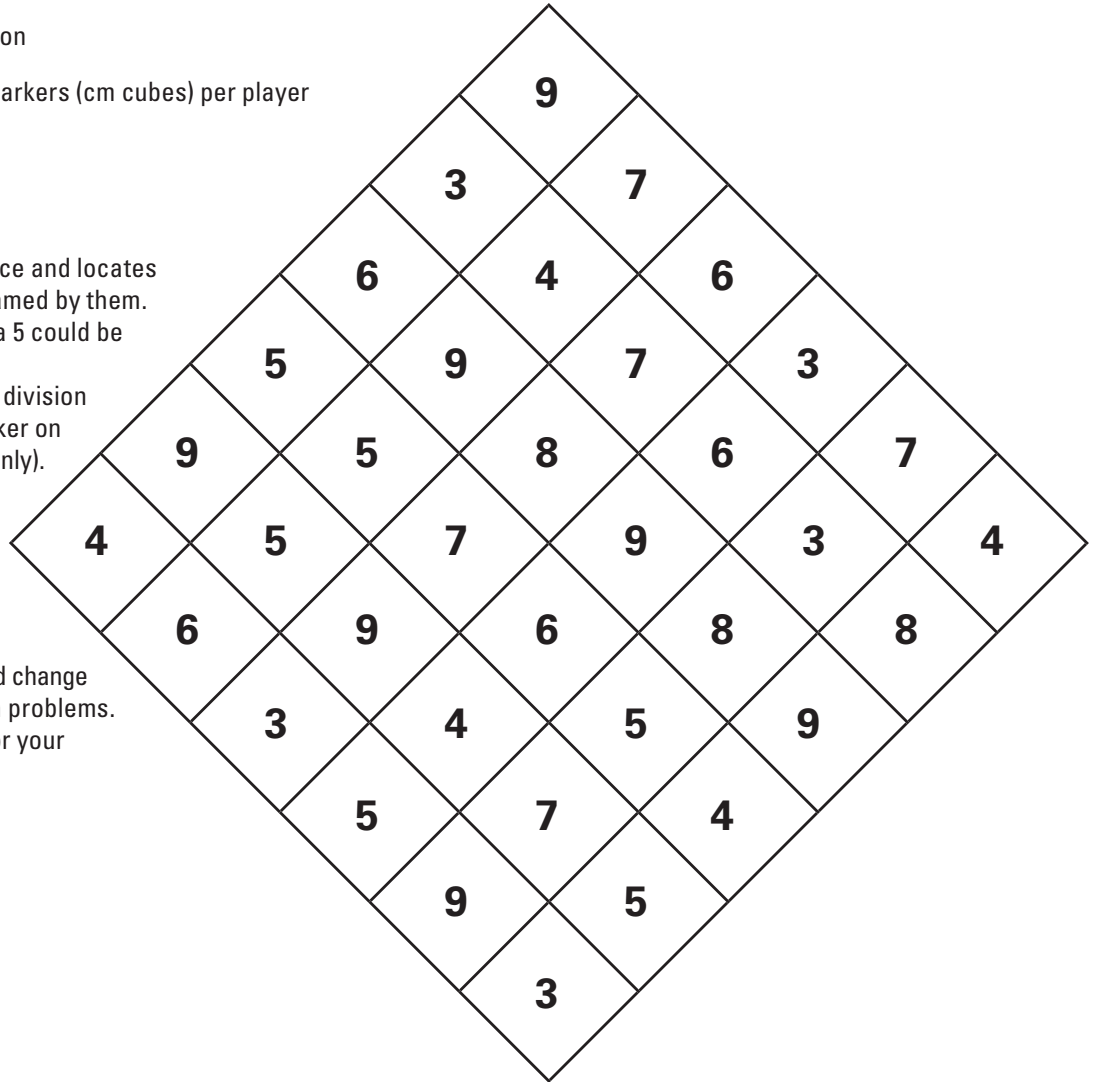 on
arkers (cm cubes) per player
ce and locates
amed by them.
a 5 could be
division
ker on
nly).
d change
problems.
or your
9
3 7
6 4 6
5 9 7 3
9 5 8 6 7
4 5 7 9 3 4
6 9 6 8 8
3 4 5 9
5 7 4
9 5
3